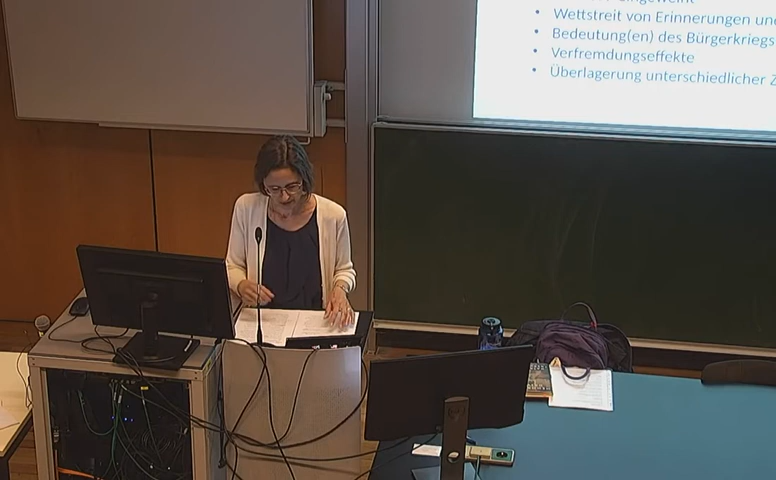 • Wettstreit von Erinnerungen und
• Bedeutung(en) des Bürgerkriegs
• Verfremdungseffekte
• Überlagerung unterschiedlicher Z